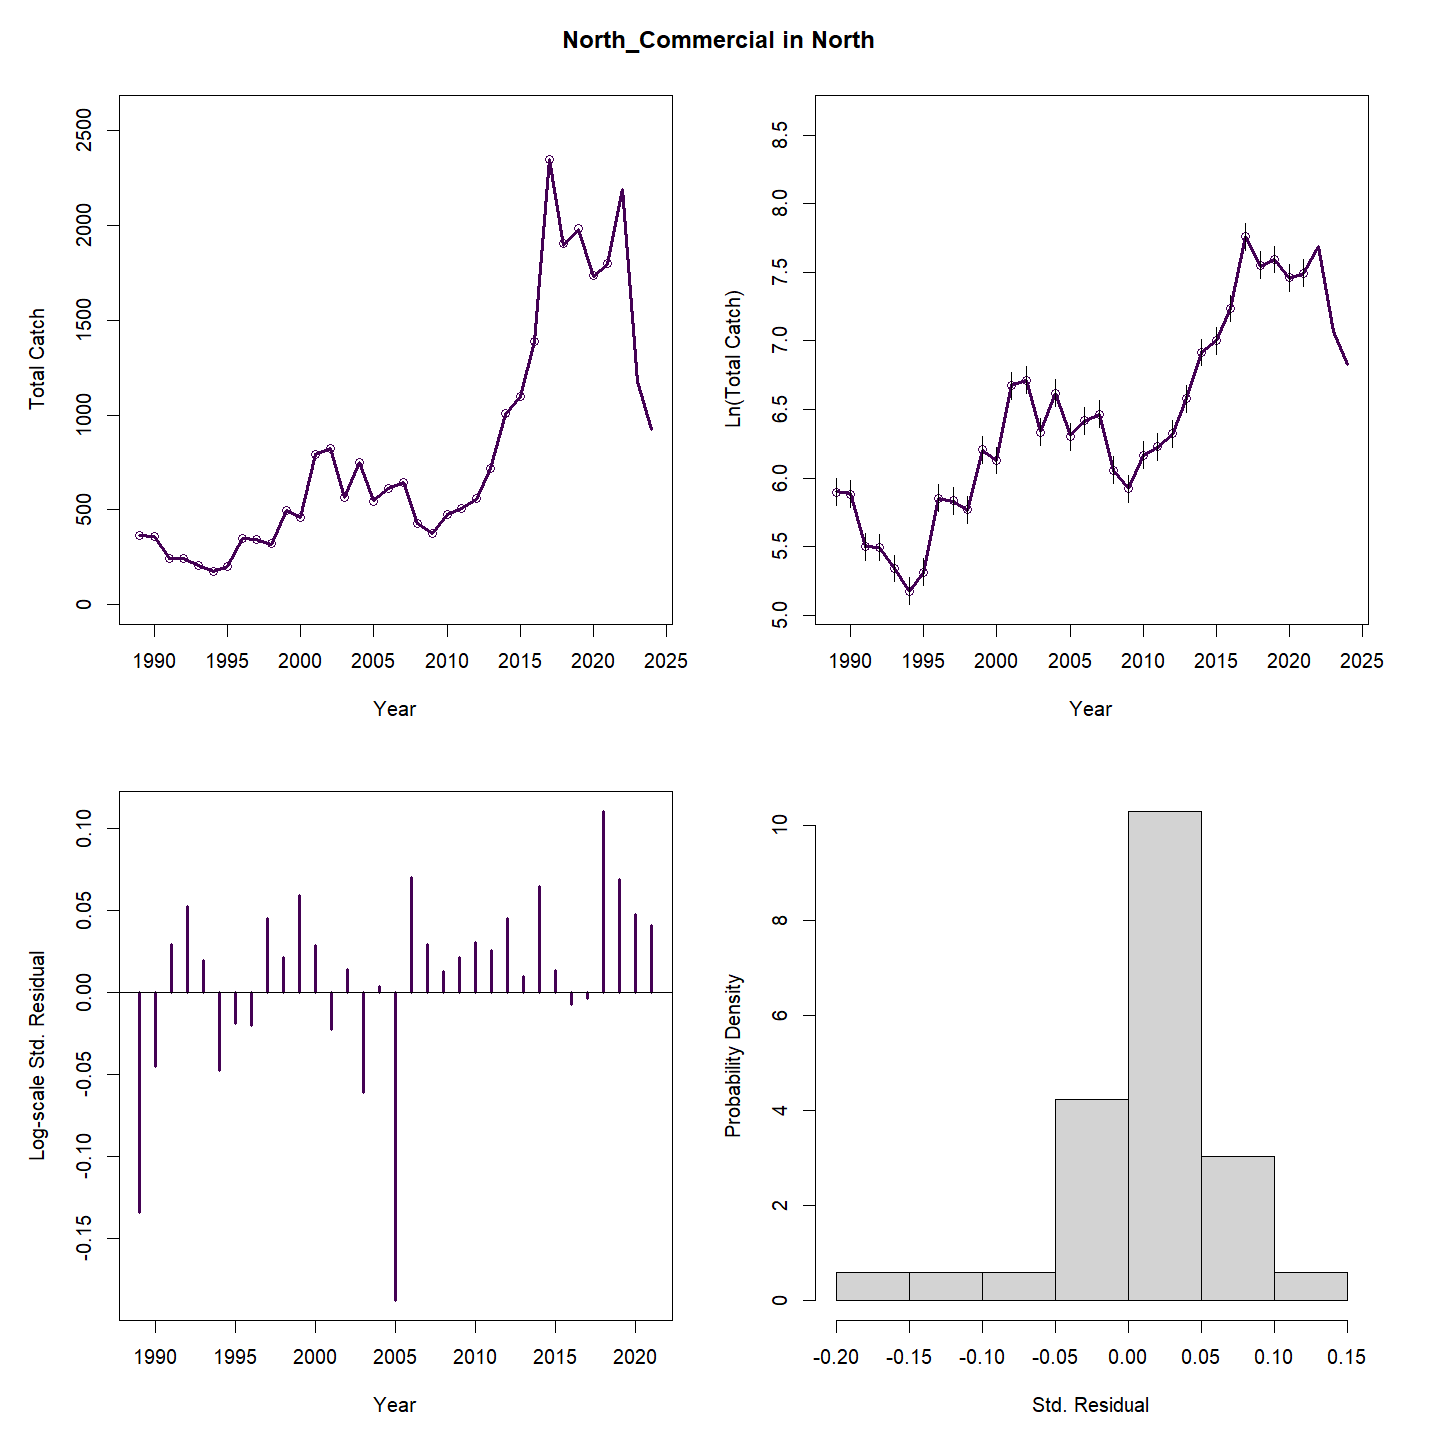 North_Commercial in North
Total Catch
0 500 1000 1500 2000 2500
1990 1995 2000 2005 2010 2015 2020 2025
Year
Ln(Total Catch)
5.0 5.5 6.0 6.5 7.0 7.5 8.0 8.5
1990 1995 2000 2005 2010 2015 2020 2025
Year
Log-scale Std. Residual
-0.15 -0.10 -0.05 0.00 0.05 0.10
1990 1995 2000 2005 2010 2015 2020
Year
Probability Density
0 2 4 6 8 10
-0.20 -0.15 -0.10 -0.05 0.00 0.05 0.10 0.15
Std. Residual